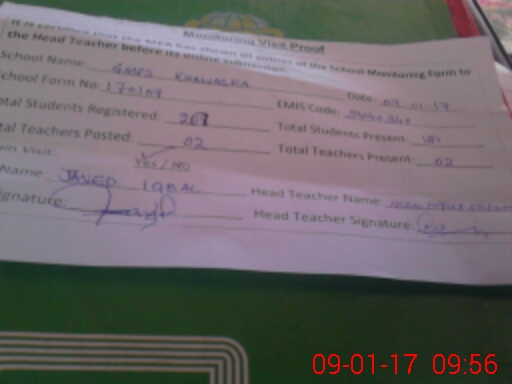 Monitoring Visit Proof
It is certified that the MEA has shown all entries of the School Monitoring Form to
the Head Teacher before its online submission.
School Name: GMPS
Date: 09-01-17
School Form No: 170109
EMIS Code:
Total Students Registered: 207
Total Students Present: 181
Total Teachers Posted: 02
Total Teachers Present: 02
Visit.
Yes / No
Name: JAVED IQBAL
Head Teacher Name:
Signature:
Head Teacher Signature:
09-01-17 09:56